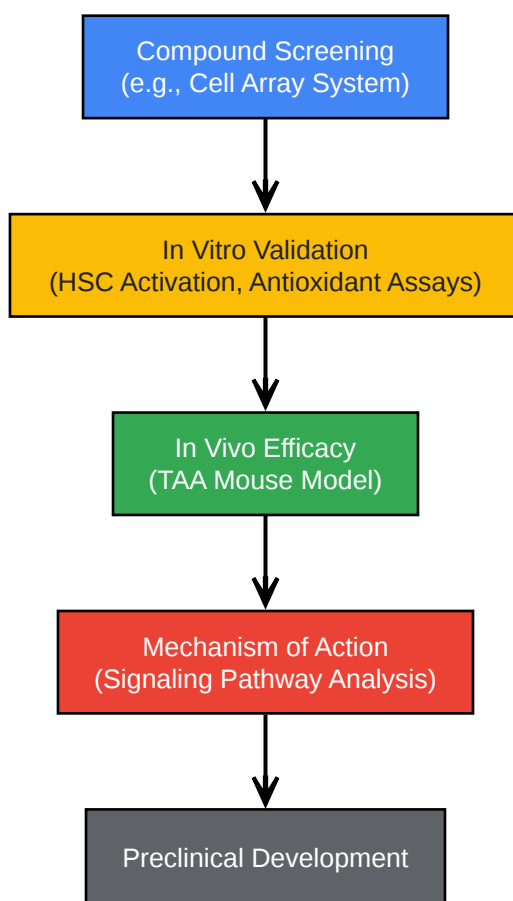 Compound Screening
(e.g., Cell Array System)
In Vitro Validation
(HSC Activation, Antioxidant Assays)
In Vivo Efficacy
(TAA Mouse Model)
Mechanism of Action
(Signaling Pathway Analysis)
Preclinical Development